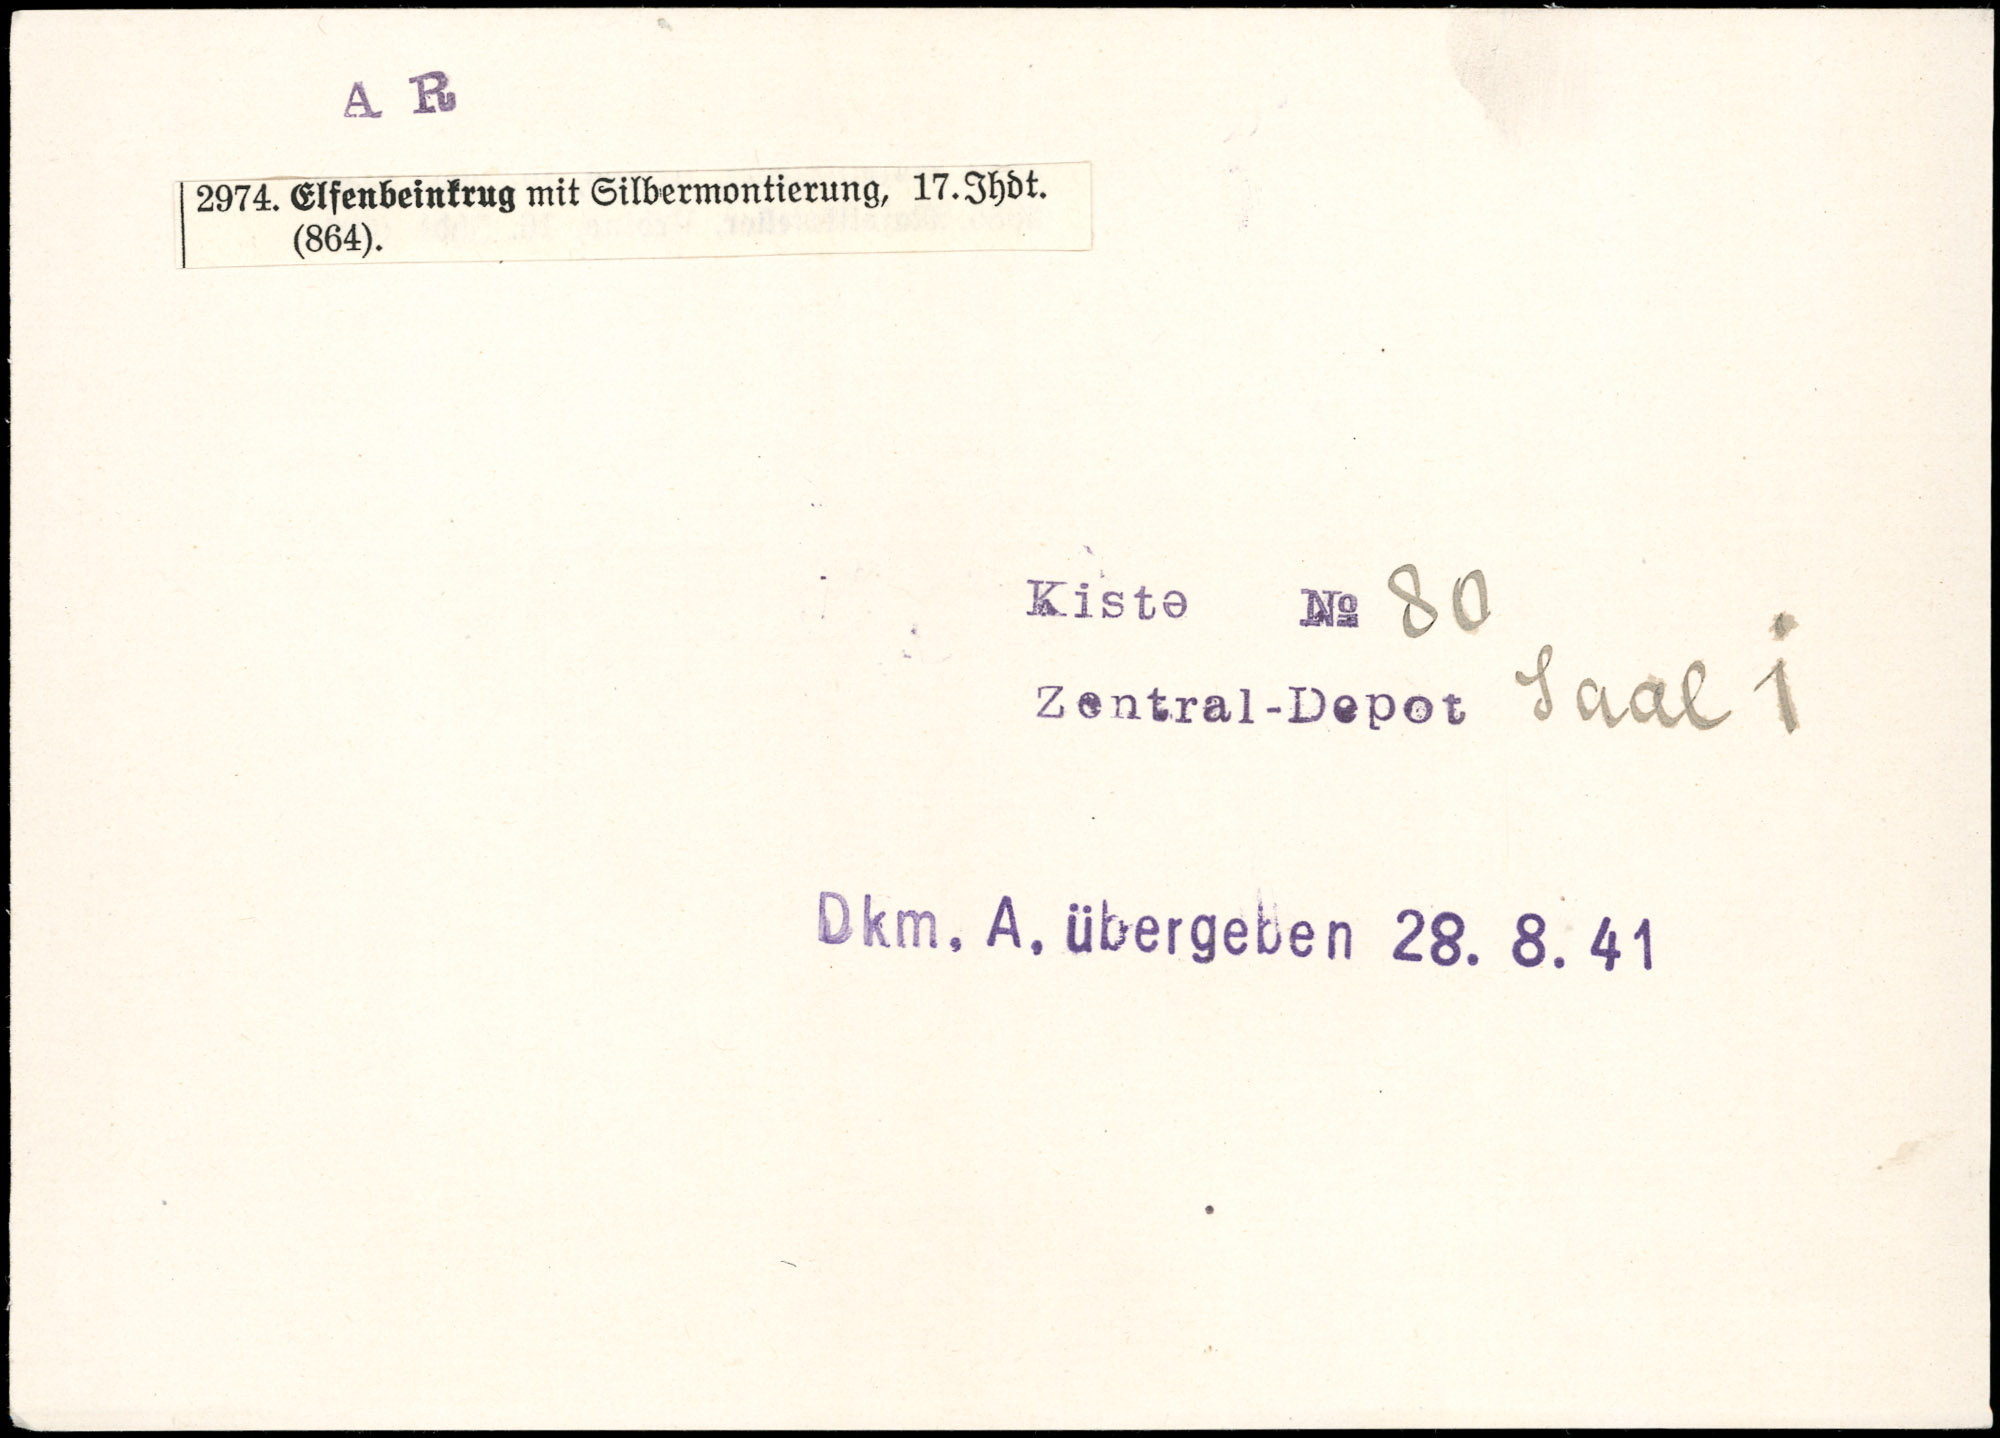 A R
2974. Elfenbeinkrug mit Silbermontierung, 17. Jhdt.
(864).
Kiste № 80
Zentral-Depot Saal I
Dkm. A. übergeben 28. 8. 41